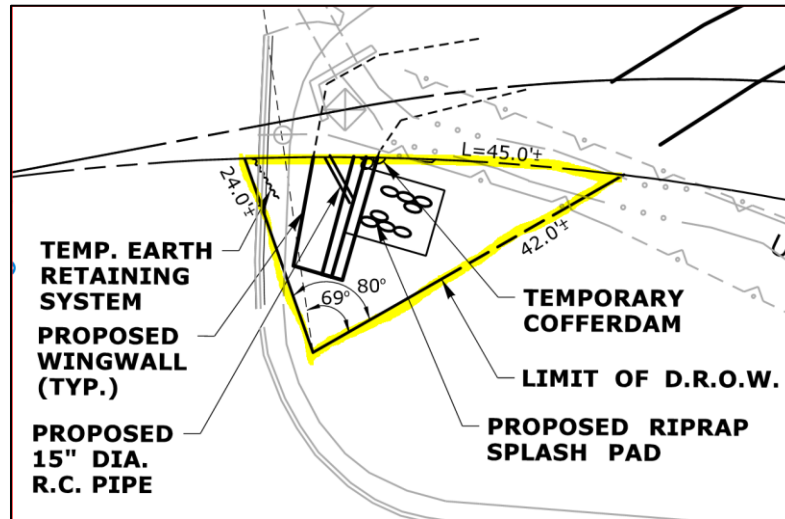 L=45.0'±
24.0'±
42.0'±
80°
69°
TEMP. EARTH
RETAINING
SYSTEM
PROPOSED
WINGWALL
(TYP.)
PROPOSED
15" DIA.
R.C. PIPE
TEMPORARY
COFFERDAM
LIMIT OF D.R.O.W.
PROPOSED RIPRAP
SPLASH PAD